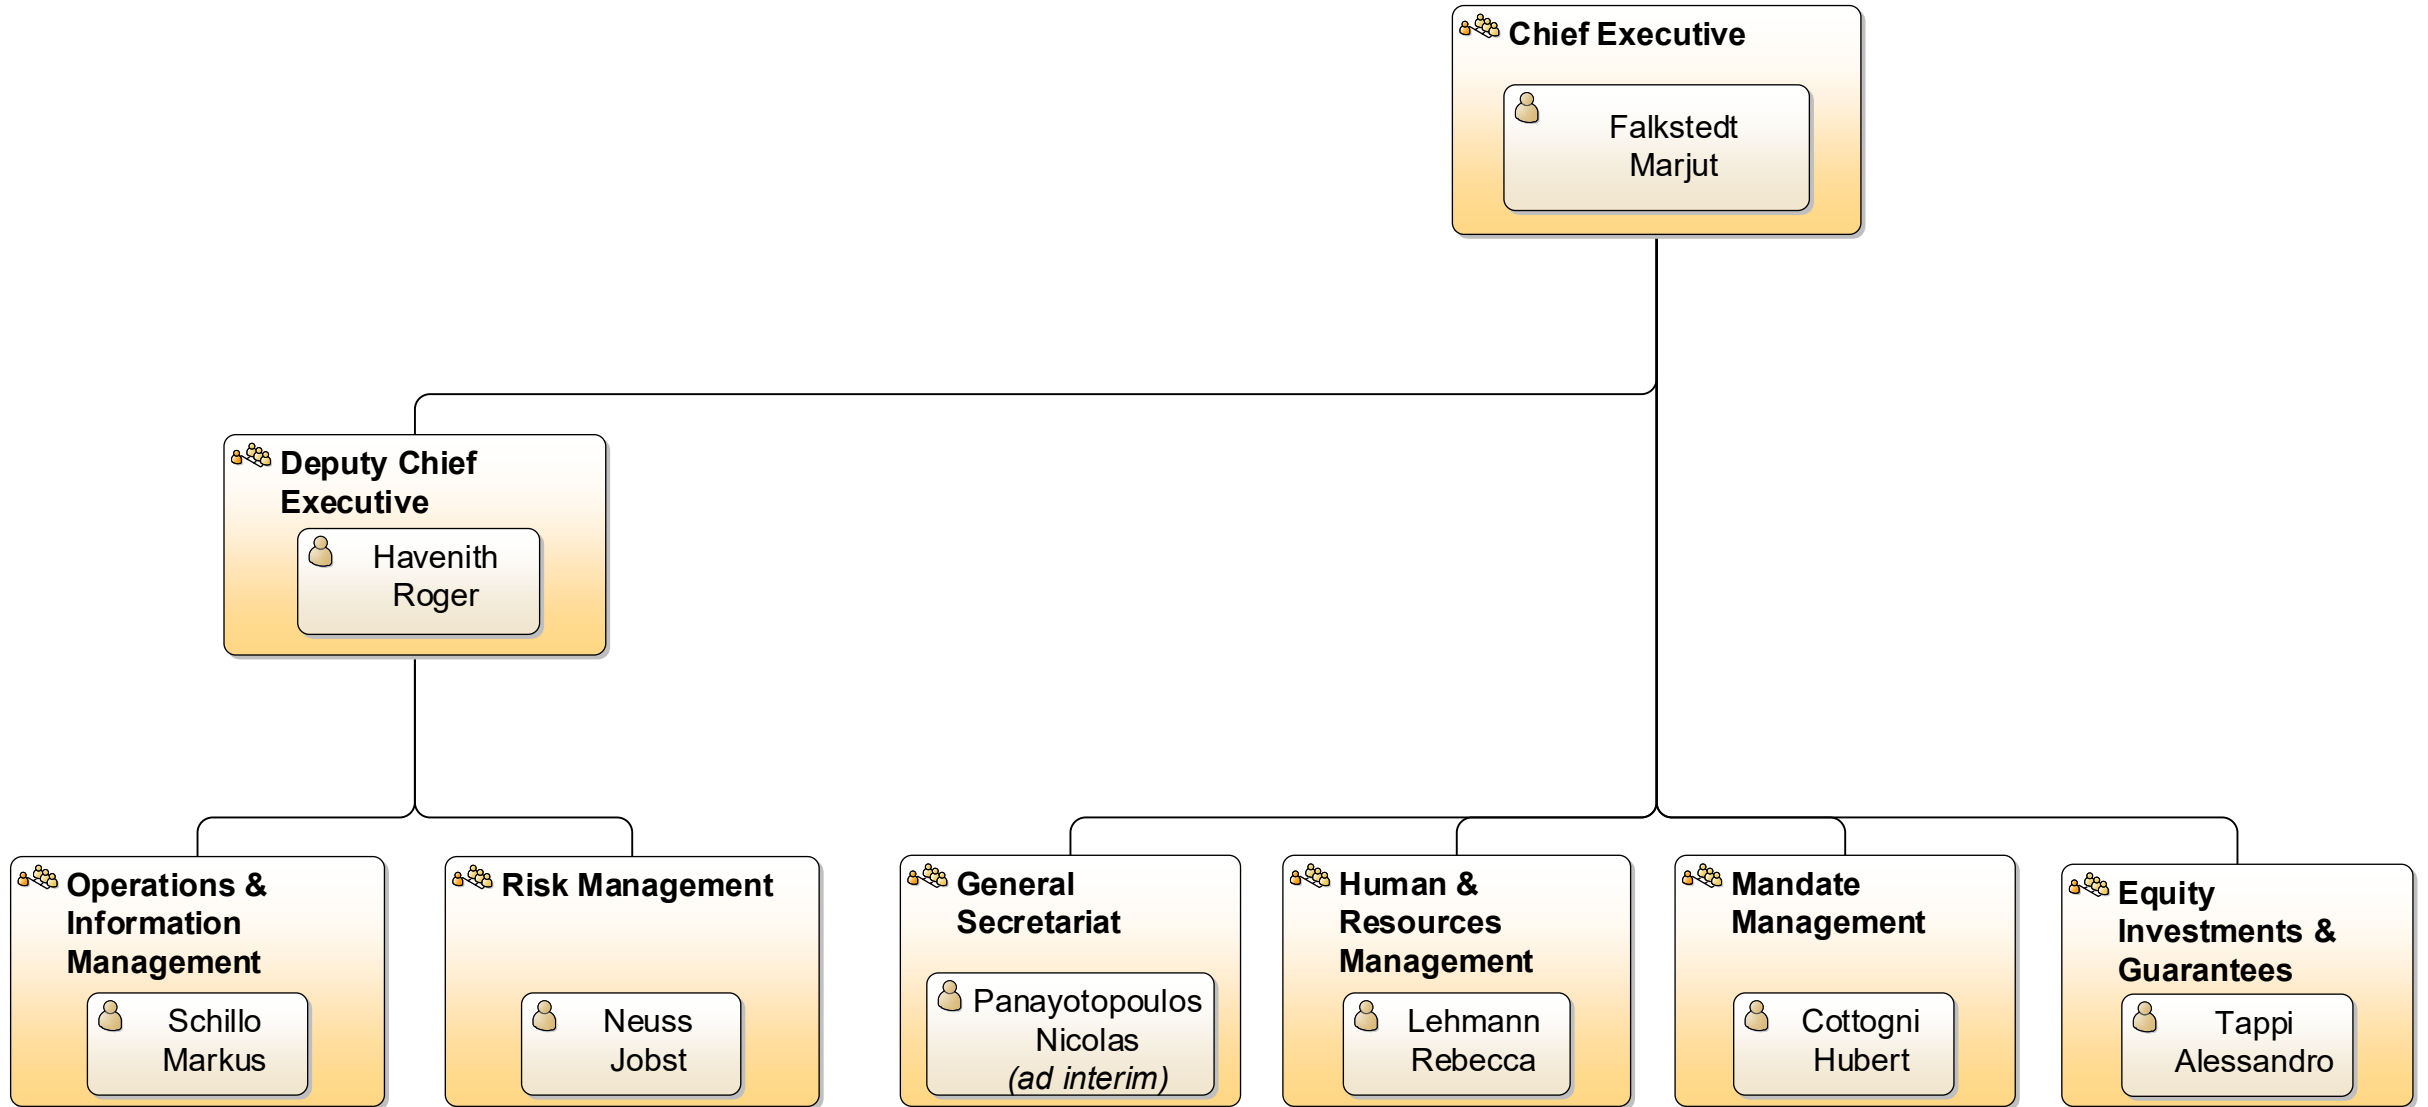 Chief Executive
Falkstedt
Marjut
Deputy Chief
Executive
Havenith
Roger
Operations &
Information
Management
Schillo
Markus
Risk Management
Neuss
Jobst
General
Secretariat
Panayotopoulos
Nicolas
(ad interim)
Human &
Resources
Management
Lehmann
Rebecca
Mandate
Management
Cottogni
Hubert
Equity
Investments &
Guarantees
Tappi
Alessandro